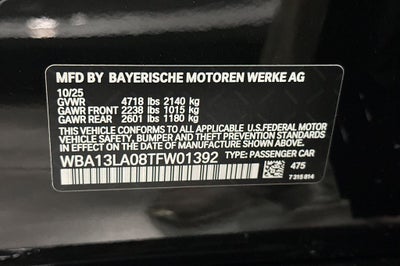 MFD BY BAYERISCHE MOTOREN WERKE AG
10/25
GVWR 4718 lbs 2140 kg
GAWR FRONT 2238 lbs 1015 kg
GAWR REAR 2601 lbs 1180 kg
THIS VEHICLE CONFORMS TO ALL APPLICABLE U.S. FEDERAL MOTOR
VEHICLE SAFETY, BUMPER AND THEFT PREVENTION STANDARDS
IN EFFECT ON THE DATE OF MANUFACTURE SHOWN ABOVE.
WBA13LA08TFW01392 TYPE: PASSENGER CAR
475
7 315 814